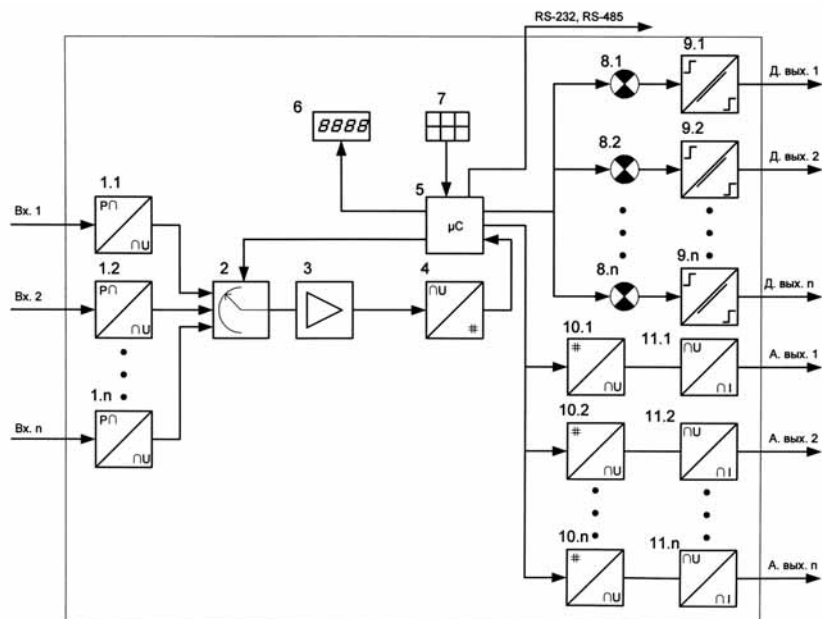 RS-232, RS-485
9.1
8.1
Д. вых. 1
6
7
8888
9.2
8.2
Д. вых. 2
5
μC
1.1
Вх. 1
P∩
∩U
2
3
4
∩U
#
1.2
Вх. 2
P∩
∩U
9.n
8.n
Д. вых. n
10.1
11.1
#
∩U
∩U
∩I
А. вых. 1
1.n
Вх. n
P∩
∩U
10.2
11.2
#
∩U
∩U
∩I
А. вых. 2
10.n
11.n
#
∩U
∩U
∩I
А. вых. n